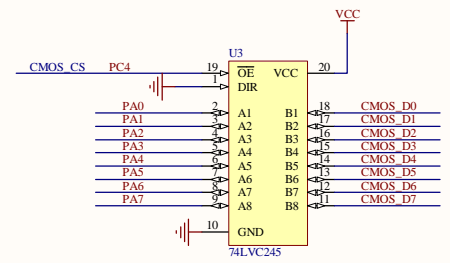 VCC
U3
CMOS_CS PC4 19 OE VCC 20
1 DIR
PA0 2 A1 B1 18 CMOS_D0
PA1 3 A2 B2 17 CMOS_D1
PA2 4 A3 B3 16 CMOS_D2
PA3 5 A4 B4 15 CMOS_D3
PA4 6 A5 B5 14 CMOS_D4
PA5 7 A6 B6 13 CMOS_D5
PA6 8 A7 B7 12 CMOS_D6
PA7 9 A8 B8 11 CMOS_D7
10 GND
74LVC245